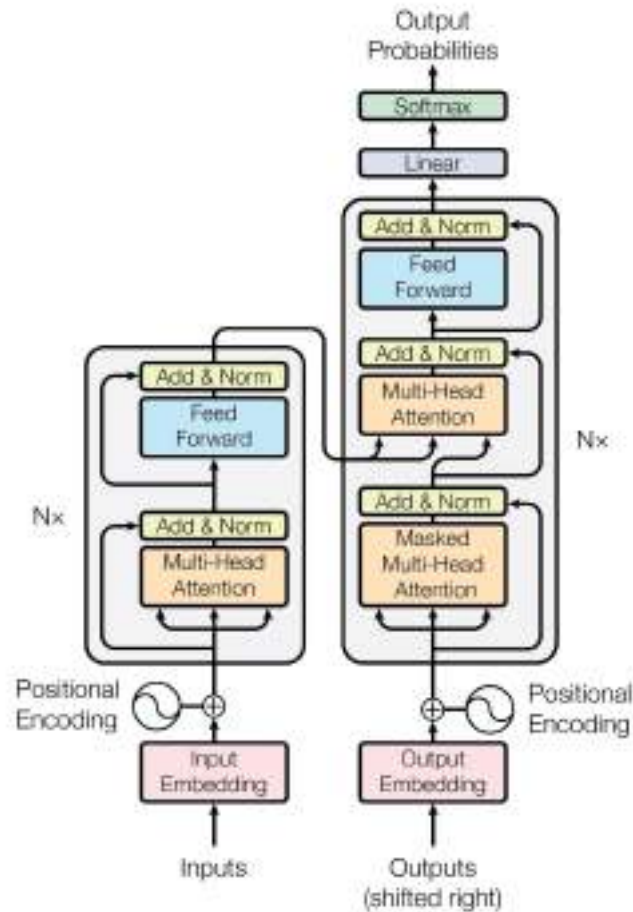 Output
Probabilities
Softmax
Linear
Add & Norm
Feed
Forward
Add & Norm
Multi-Head
Attention
Add & Norm
Masked
Multi-Head
Attention
Nx
Add & Norm
Feed
Forward
Add & Norm
Multi-Head
Attention
Nx
Positional
Encoding
Positional
Encoding
Input
Embedding
Output
Embedding
Inputs
Outputs
(shifted right)